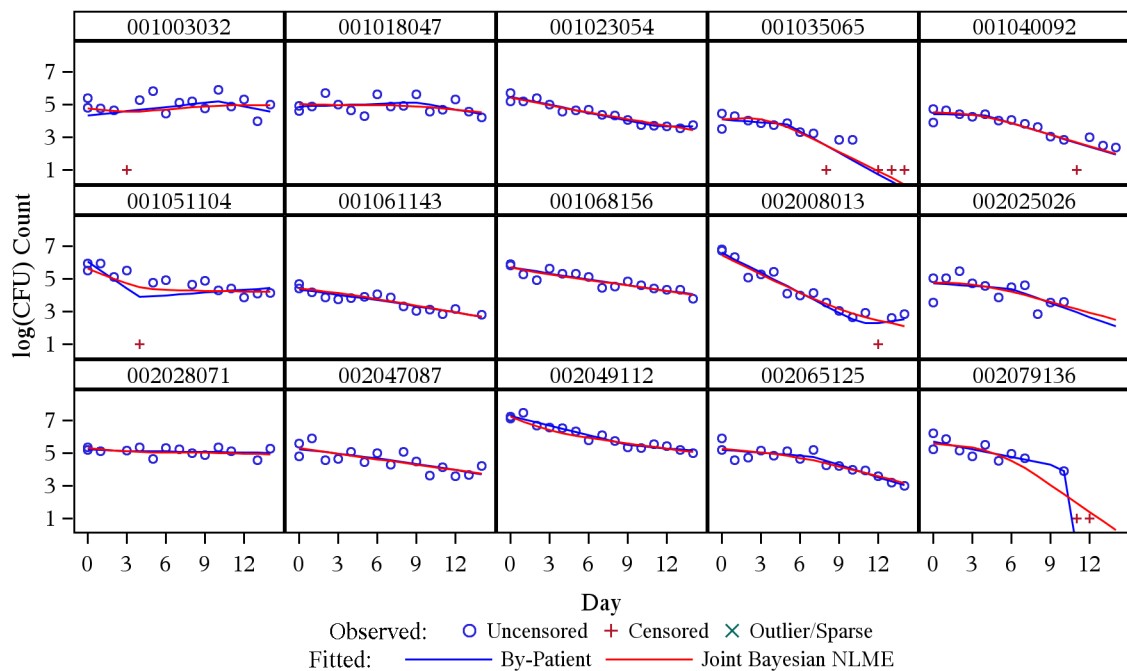 001003032 001018047 001023054 001035065 001040092
7
5
3
1
001051104 001061143 001068156 002008013 002025026
7
5
3
1
log(CFU) Count
002028071 002047087 002049112 002065125 002079136
7
5
3
1
0 3 6 9 12 0 3 6 9 12 0 3 6 9 12 0 3 6 9 12 0 3 6 9 12
Day
Observed: Uncensored Censored Outlier/Sparse
Fitted: By-Patient Joint Bayesian NLME